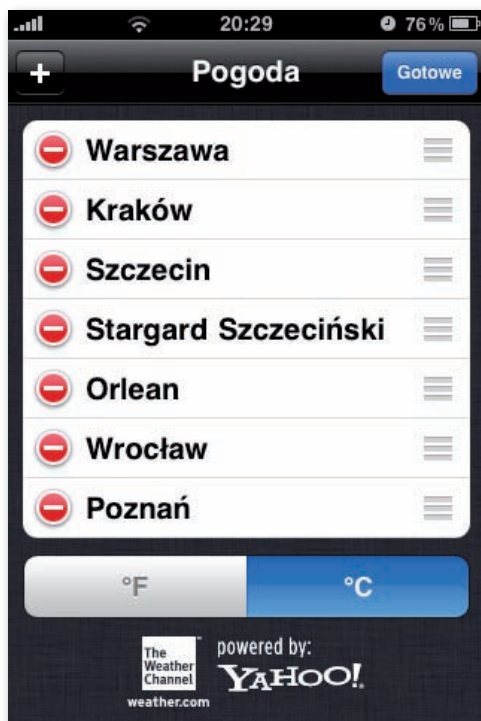 20:29 76%
+ Pogoda Gotowe
Warszawa
Kraków
Szczecin
Stargard Szczeciński
Orlean
Wrocław
Poznań
°F °C
The
Weather
Channel
weather.com
powered by:
YAHOO!